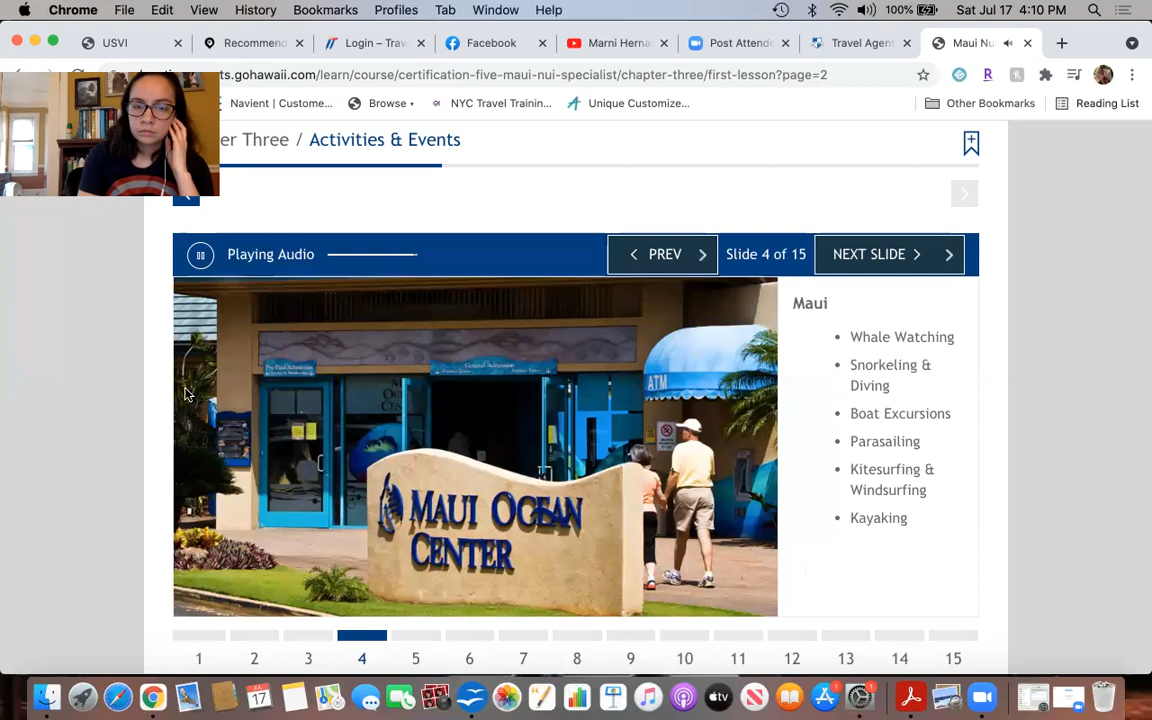 Chrome File Edit View History Bookmarks Profiles Tab Window Help 100% Sat Jul 17 4:10 PM
USVI Recommend Login – Trav Facebook Marni Herna Post Attende Travel Agent Maui Nu
ts.gohawaii.com/learn/course/certification-five-maui-nui-specialist/chapter-three/first-lesson?page=2
Navient | Custome... Browse NYC Travel Trainin... Unique Customize... Other Bookmarks Reading List
er Three / Activities & Events
Playing Audio PREV Slide 4 of 15 NEXT SLIDE
Maui
Whale Watching
Snorkeling &
Diving
Boat Excursions
Parasailing
Kitesurfing &
Windsurfing
Kayaking
General Admission
ATM
MAUI OCEAN
CENTER
1 2 3 4 5 6 7 8 9 10 11 12 13 14 15
JUL
17
tv